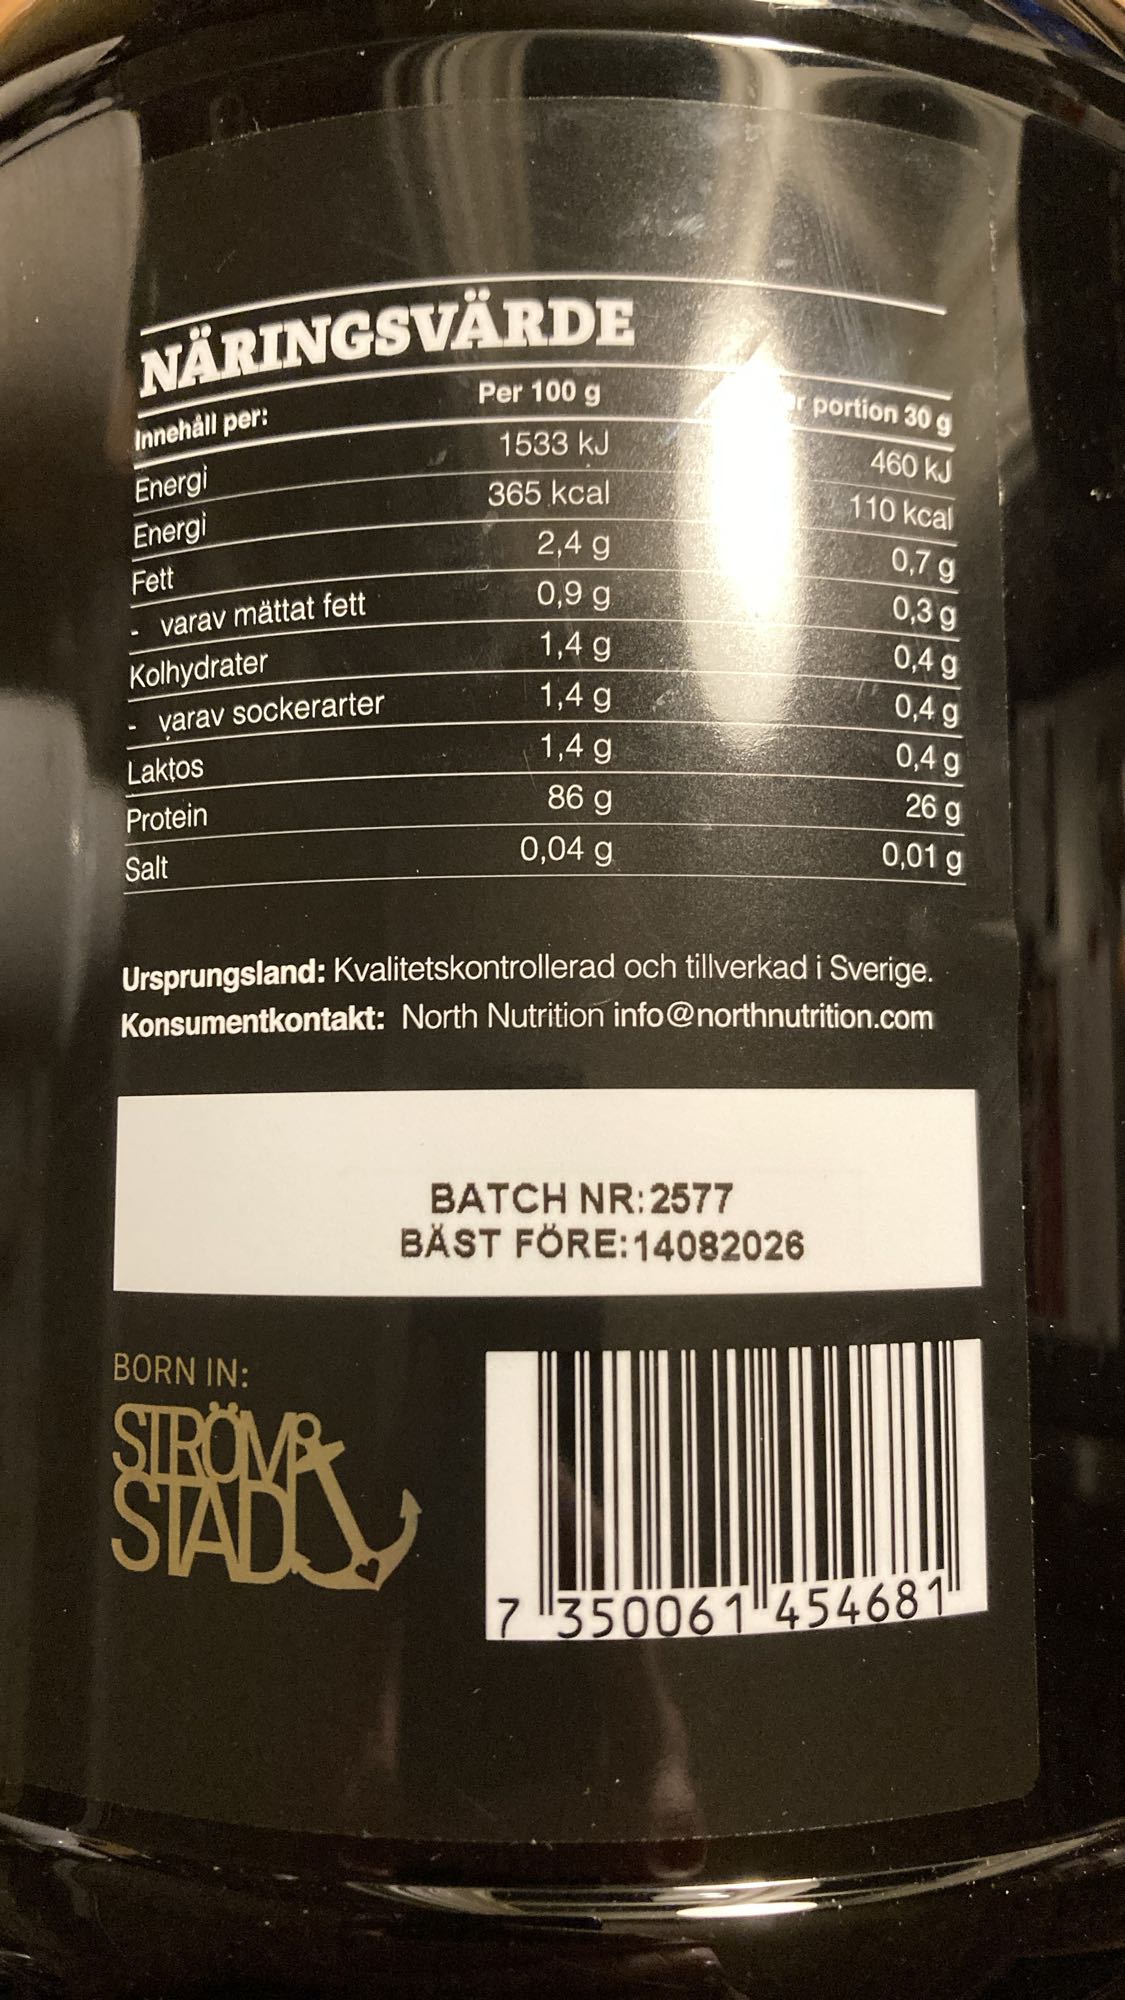 NÄRINGSVÄRDE
Innehåll per: Per 100 g portion 30 g
Energi 1533 kJ 460 kJ
Energi 365 kcal 110 kcal
Fett 2,4 g 0,7 g
- varav mättat fett 0,9 g 0,3 g
Kolhydrater 1,4 g 0,4 g
- varav sockerarter 1,4 g 0,4 g
Laktos 1,4 g 0,4 g
Protein 86 g 26 g
Salt 0,04 g 0,01 g
Ursprungsland: Kvalitetskontrollerad och tillverkad i Sverige.
Konsumentkontakt: North Nutrition info@northnutrition.com
BATCH NR:2577
BÄST FÖRE:14082026
BORN IN:
STRÖM
STAD
7 350061 454681